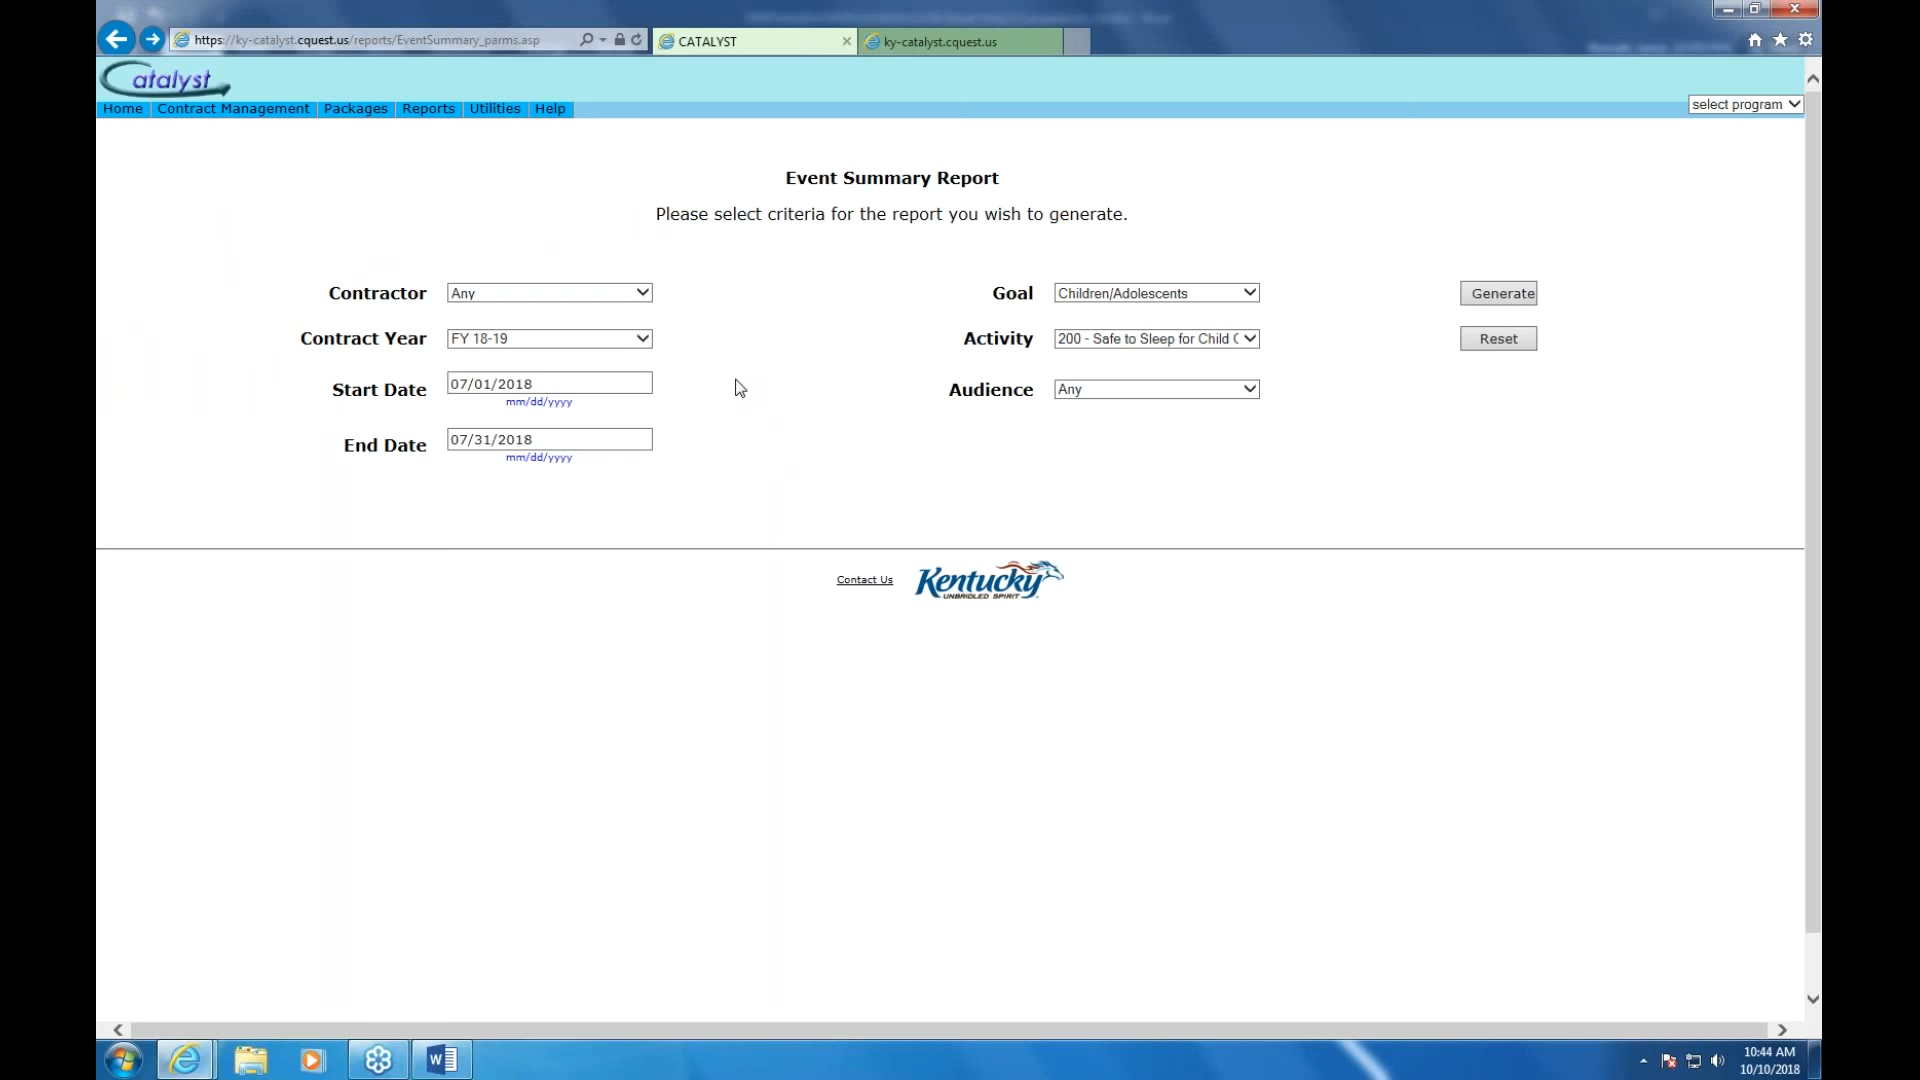 https://ky-catalyst.cquest.us/reports/EventSummary_parms.asp
CATALYST
ky-catalyst.cquest.us
Catalyst
Home Contract Management Packages Reports Utilities Help
select program
Event Summary Report
Please select criteria for the report you wish to generate.
Contractor Any Goal Children/Adolescents Generate
Contract Year FY 18-19 Activity 200 - Safe to Sleep for Child Reset
Start Date 07/01/2018 Audience Any
mm/dd/yyyy
End Date 07/31/2018
mm/dd/yyyy
Contact Us
Kentucky
UNBRIDLED SPIRIT
10:44 AM
10/10/2018